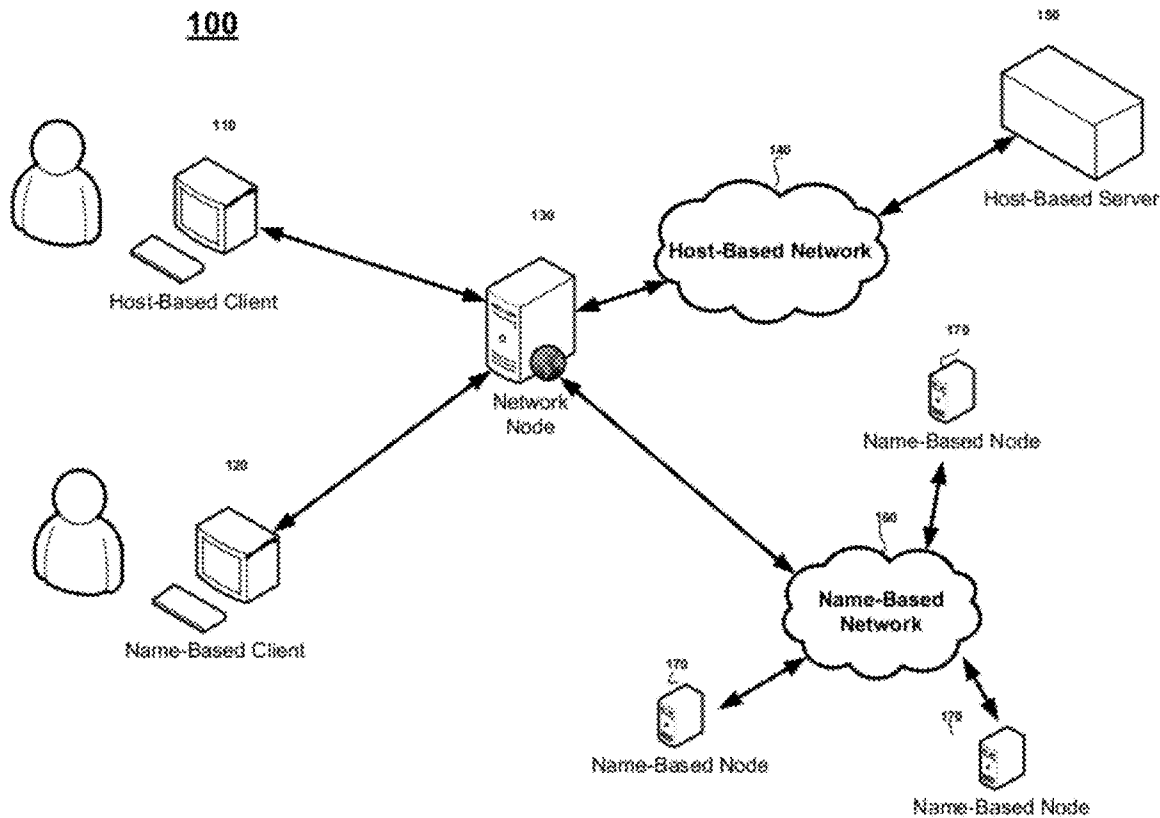 100
150
110
140
Host-Based Server
130
Host-Based Network
Host-Based Client
170
Network
Node
Name-Based Node
120
160
Name-Based
Network
Name-Based Client
170
170
Name-Based Node
Name-Based Node